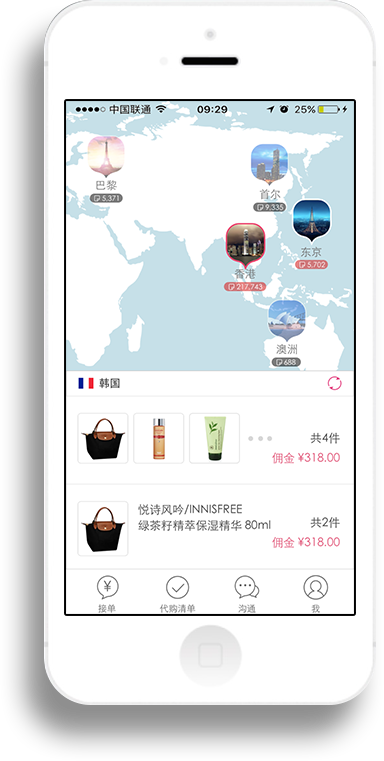 中国联通 09:29 25%
巴黎
5,371
首尔
9,335
东京
5,702
香港
217,743
澳洲
688
韩国
共4件
佣金 ¥318.00
悦诗风吟/INNISFREE
绿茶籽精萃保湿精华 80ml
共2件
佣金 ¥318.00
接单 代购清单 沟通 我